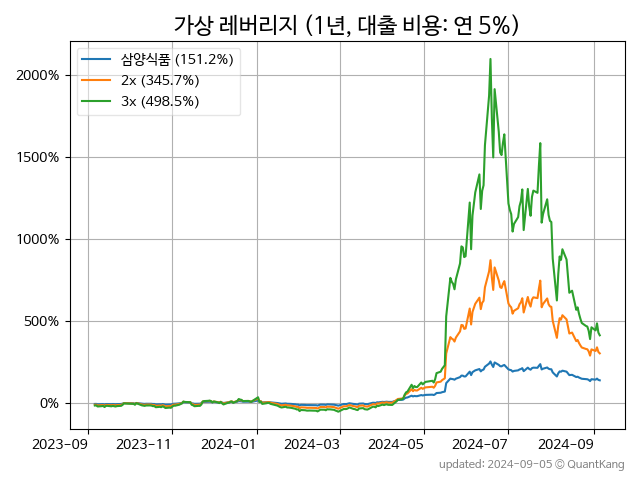 가상 레버리지 (1년, 대출 비용: 연 5%)
삼양식품 (151.2%)
2x (345.7%)
3x (498.5%)
2000%
1500%
1000%
500%
0%
2023-09 2023-11 2024-01 2024-03 2024-05 2024-07 2024-09
updated: 2024-09-05 © QuantKang